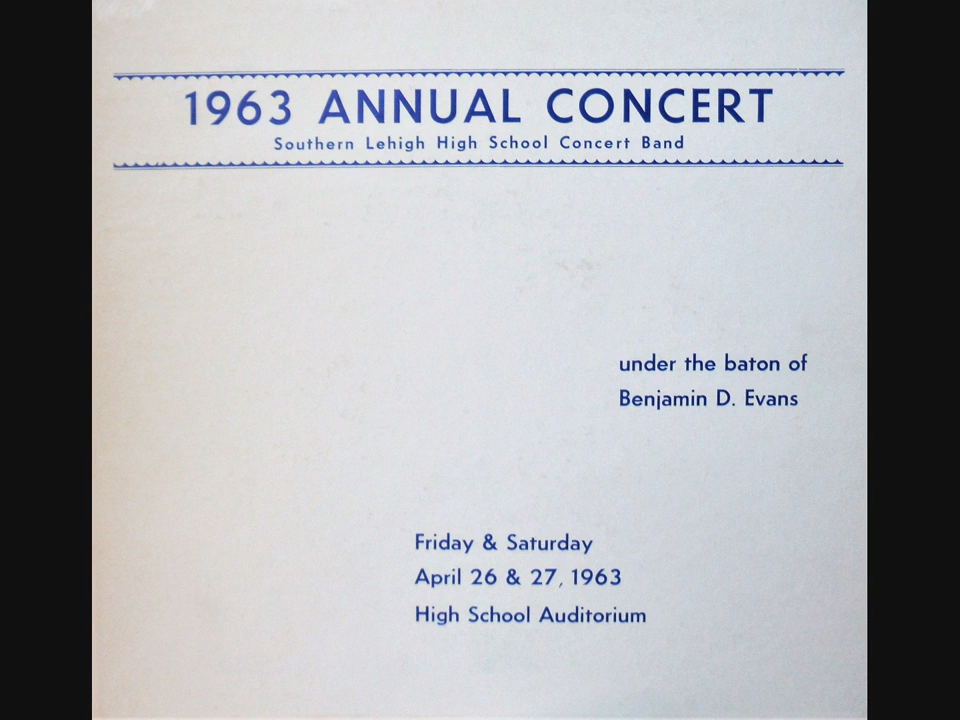 1963 ANNUAL CONCERT
Southern Lehigh High School Concert Band
under the baton of
Benjamin D. Evans
Friday & Saturday
April 26 & 27, 1963
High School Auditorium